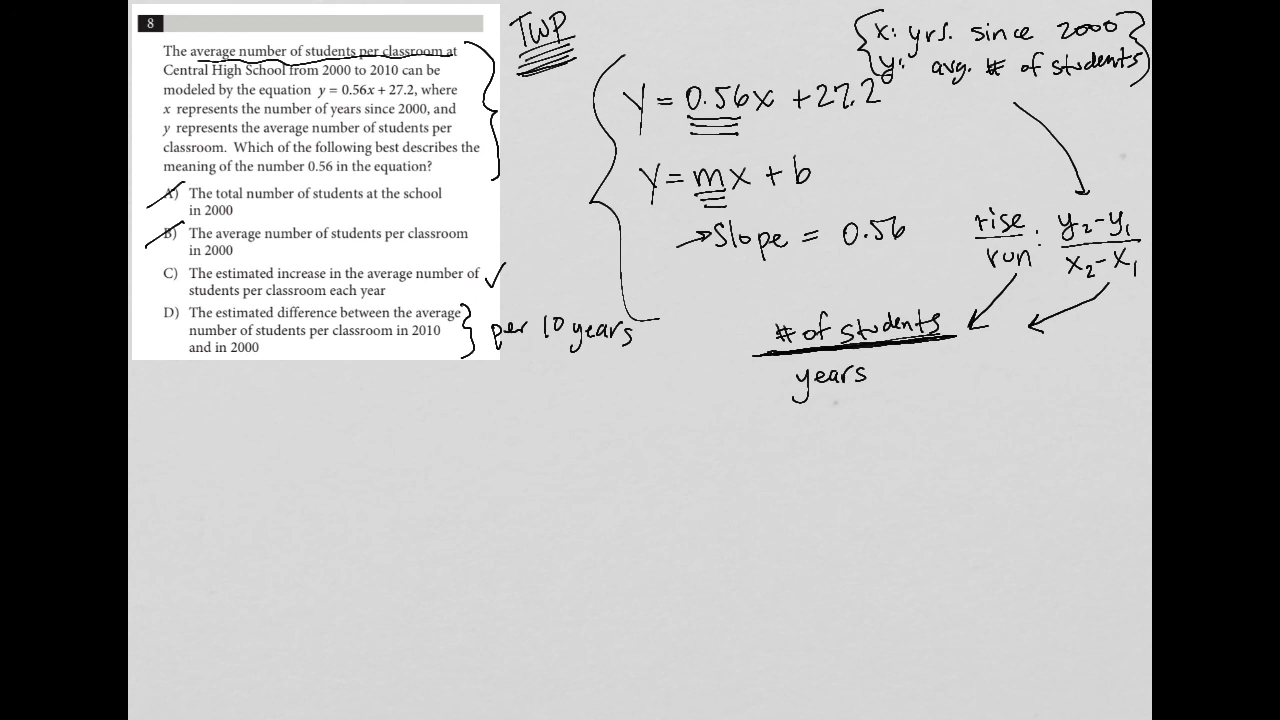 8
The average number of students per classroom at
Central High School from 2000 to 2010 can be
modeled by the equation y = 0.56x + 27.2, where
x represents the number of years since 2000, and
y represents the average number of students per
classroom. Which of the following best describes the
meaning of the number 0.56 in the equation?
A) The total number of students at the school
in 2000
B) The average number of students per classroom
in 2000
C) The estimated increase in the average number of
students per classroom each year
D) The estimated difference between the average
number of students per classroom in 2010
and in 2000
per 10 years
TWP
x: yrs. since 2000
y: avg. # of students
y = 0.56x + 27.2
y = mx + b
→ Slope = 0.56
rise/run : y₂-y₁/x₂-x₁
# of students
years